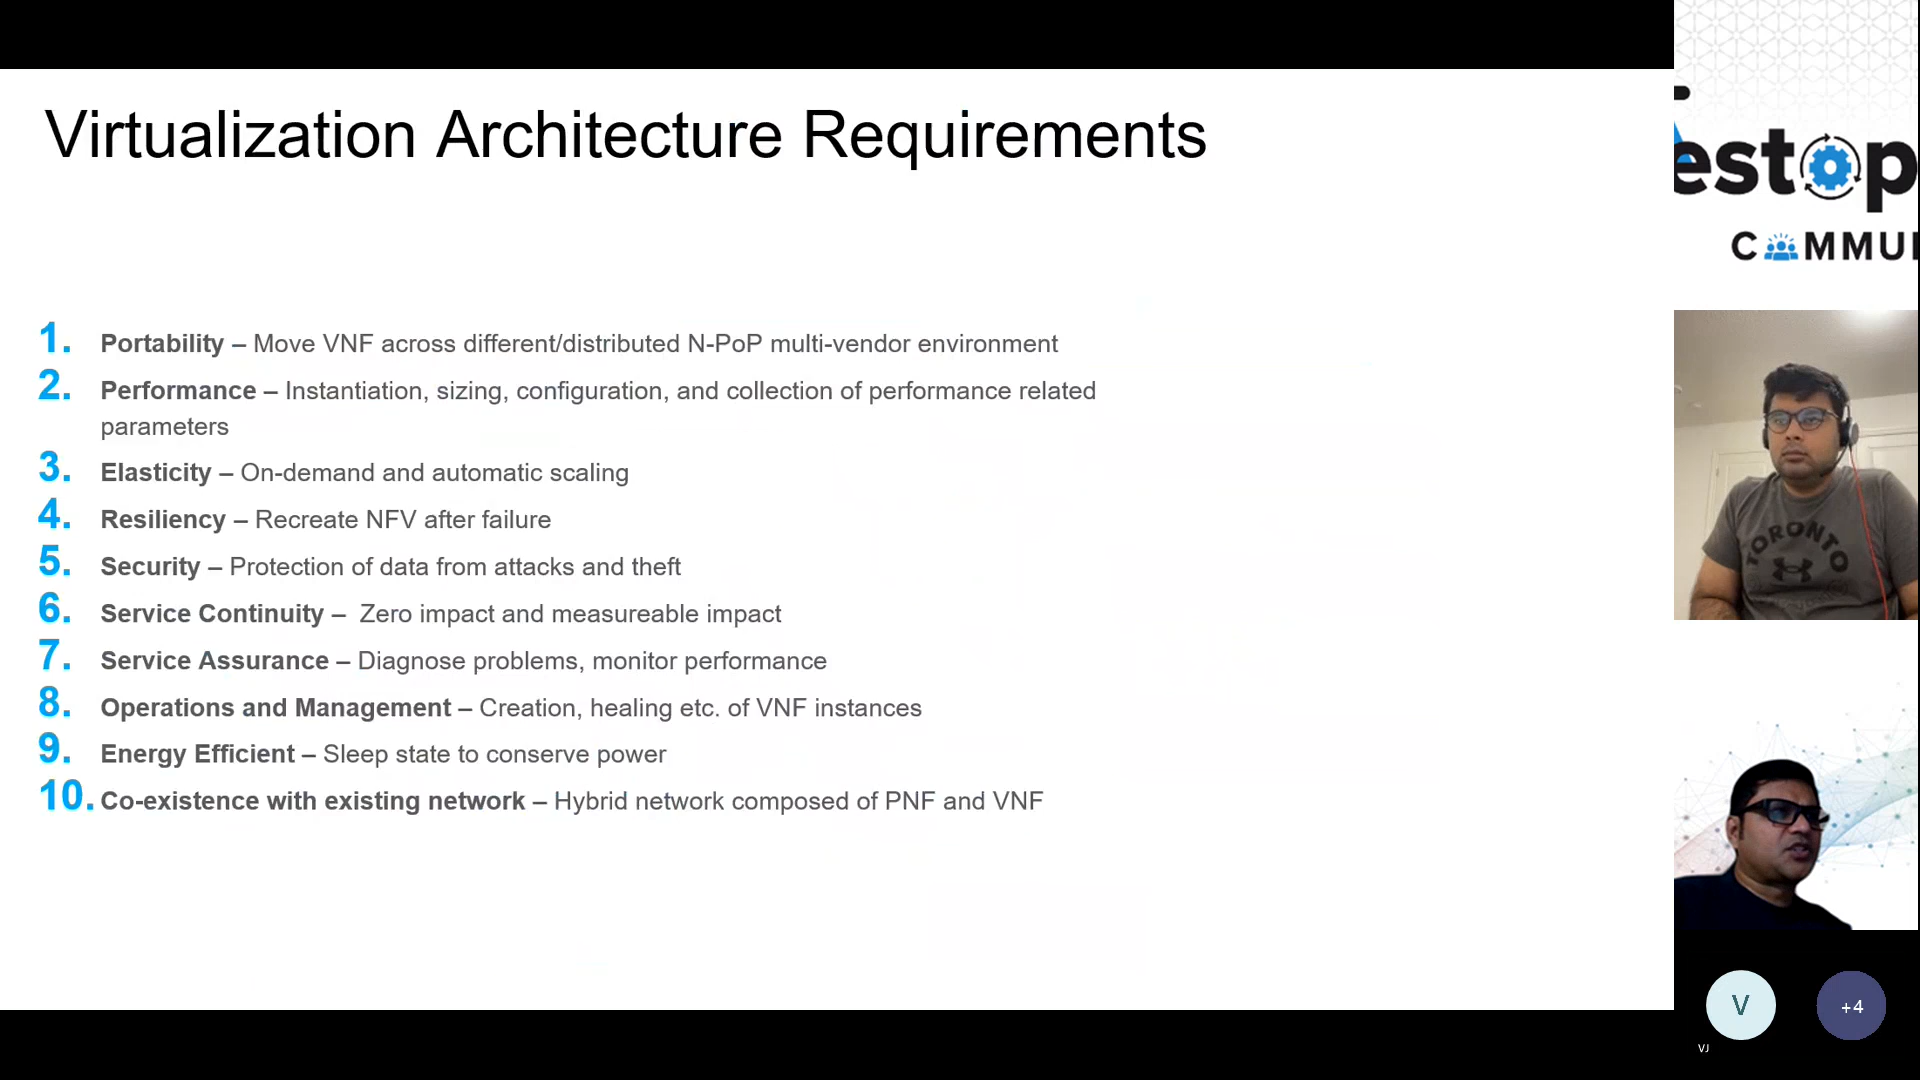 Virtualization Architecture Requirements
1. Portability – Move VNF across different/distributed N-PoP multi-vendor environment
2. Performance – Instantiation, sizing, configuration, and collection of performance related
parameters
3. Elasticity – On-demand and automatic scaling
4. Resiliency – Recreate NFV after failure
5. Security – Protection of data from attacks and theft
6. Service Continuity – Zero impact and measureable impact
7. Service Assurance – Diagnose problems, monitor performance
8. Operations and Management – Creation, healing etc. of VNF instances
9. Energy Efficient – Sleep state to conserve power
10. Co-existence with existing network – Hybrid network composed of PNF and VNF
estop
COMMU
TORONTO
V
+4
VJ